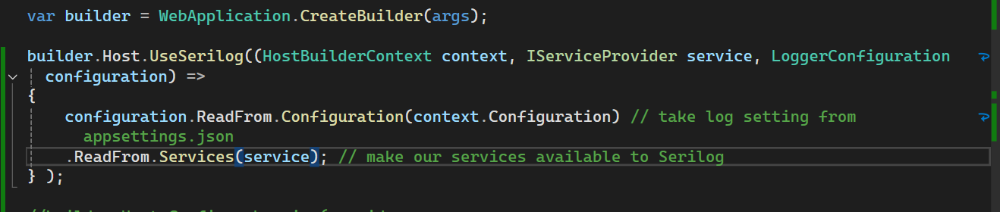 var builder = WebApplication.CreateBuilder(args);
builder.Host.UseSerilog((HostBuilderContext context, IServiceProvider service, LoggerConfiguration
configuration) =>
{
configuration.ReadFrom.Configuration(context.Configuration) // take log setting from
appsettings.json
.ReadFrom.Services(service); // make our services available to Serilog
} );